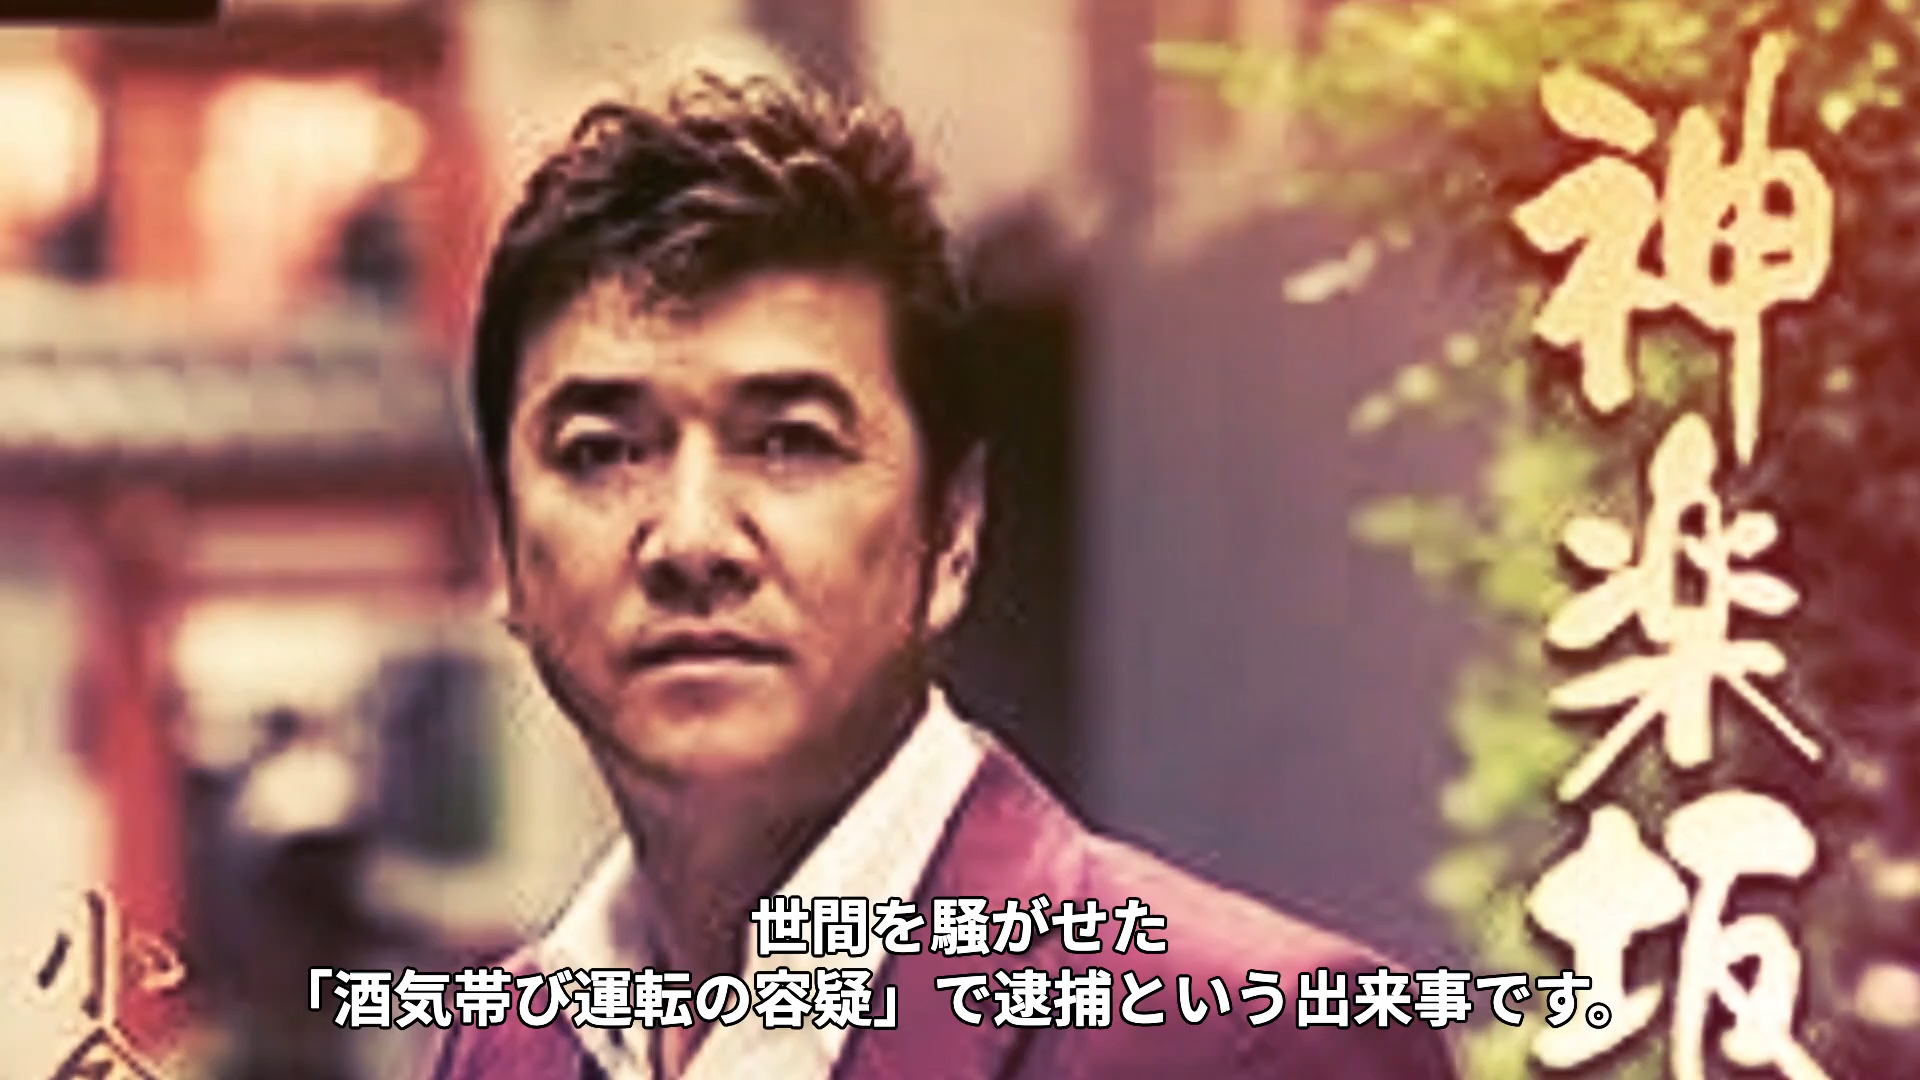 神楽坂
小
世間を騒がせた
「酒気帯び運転の容疑」で逮捕という出来事です。